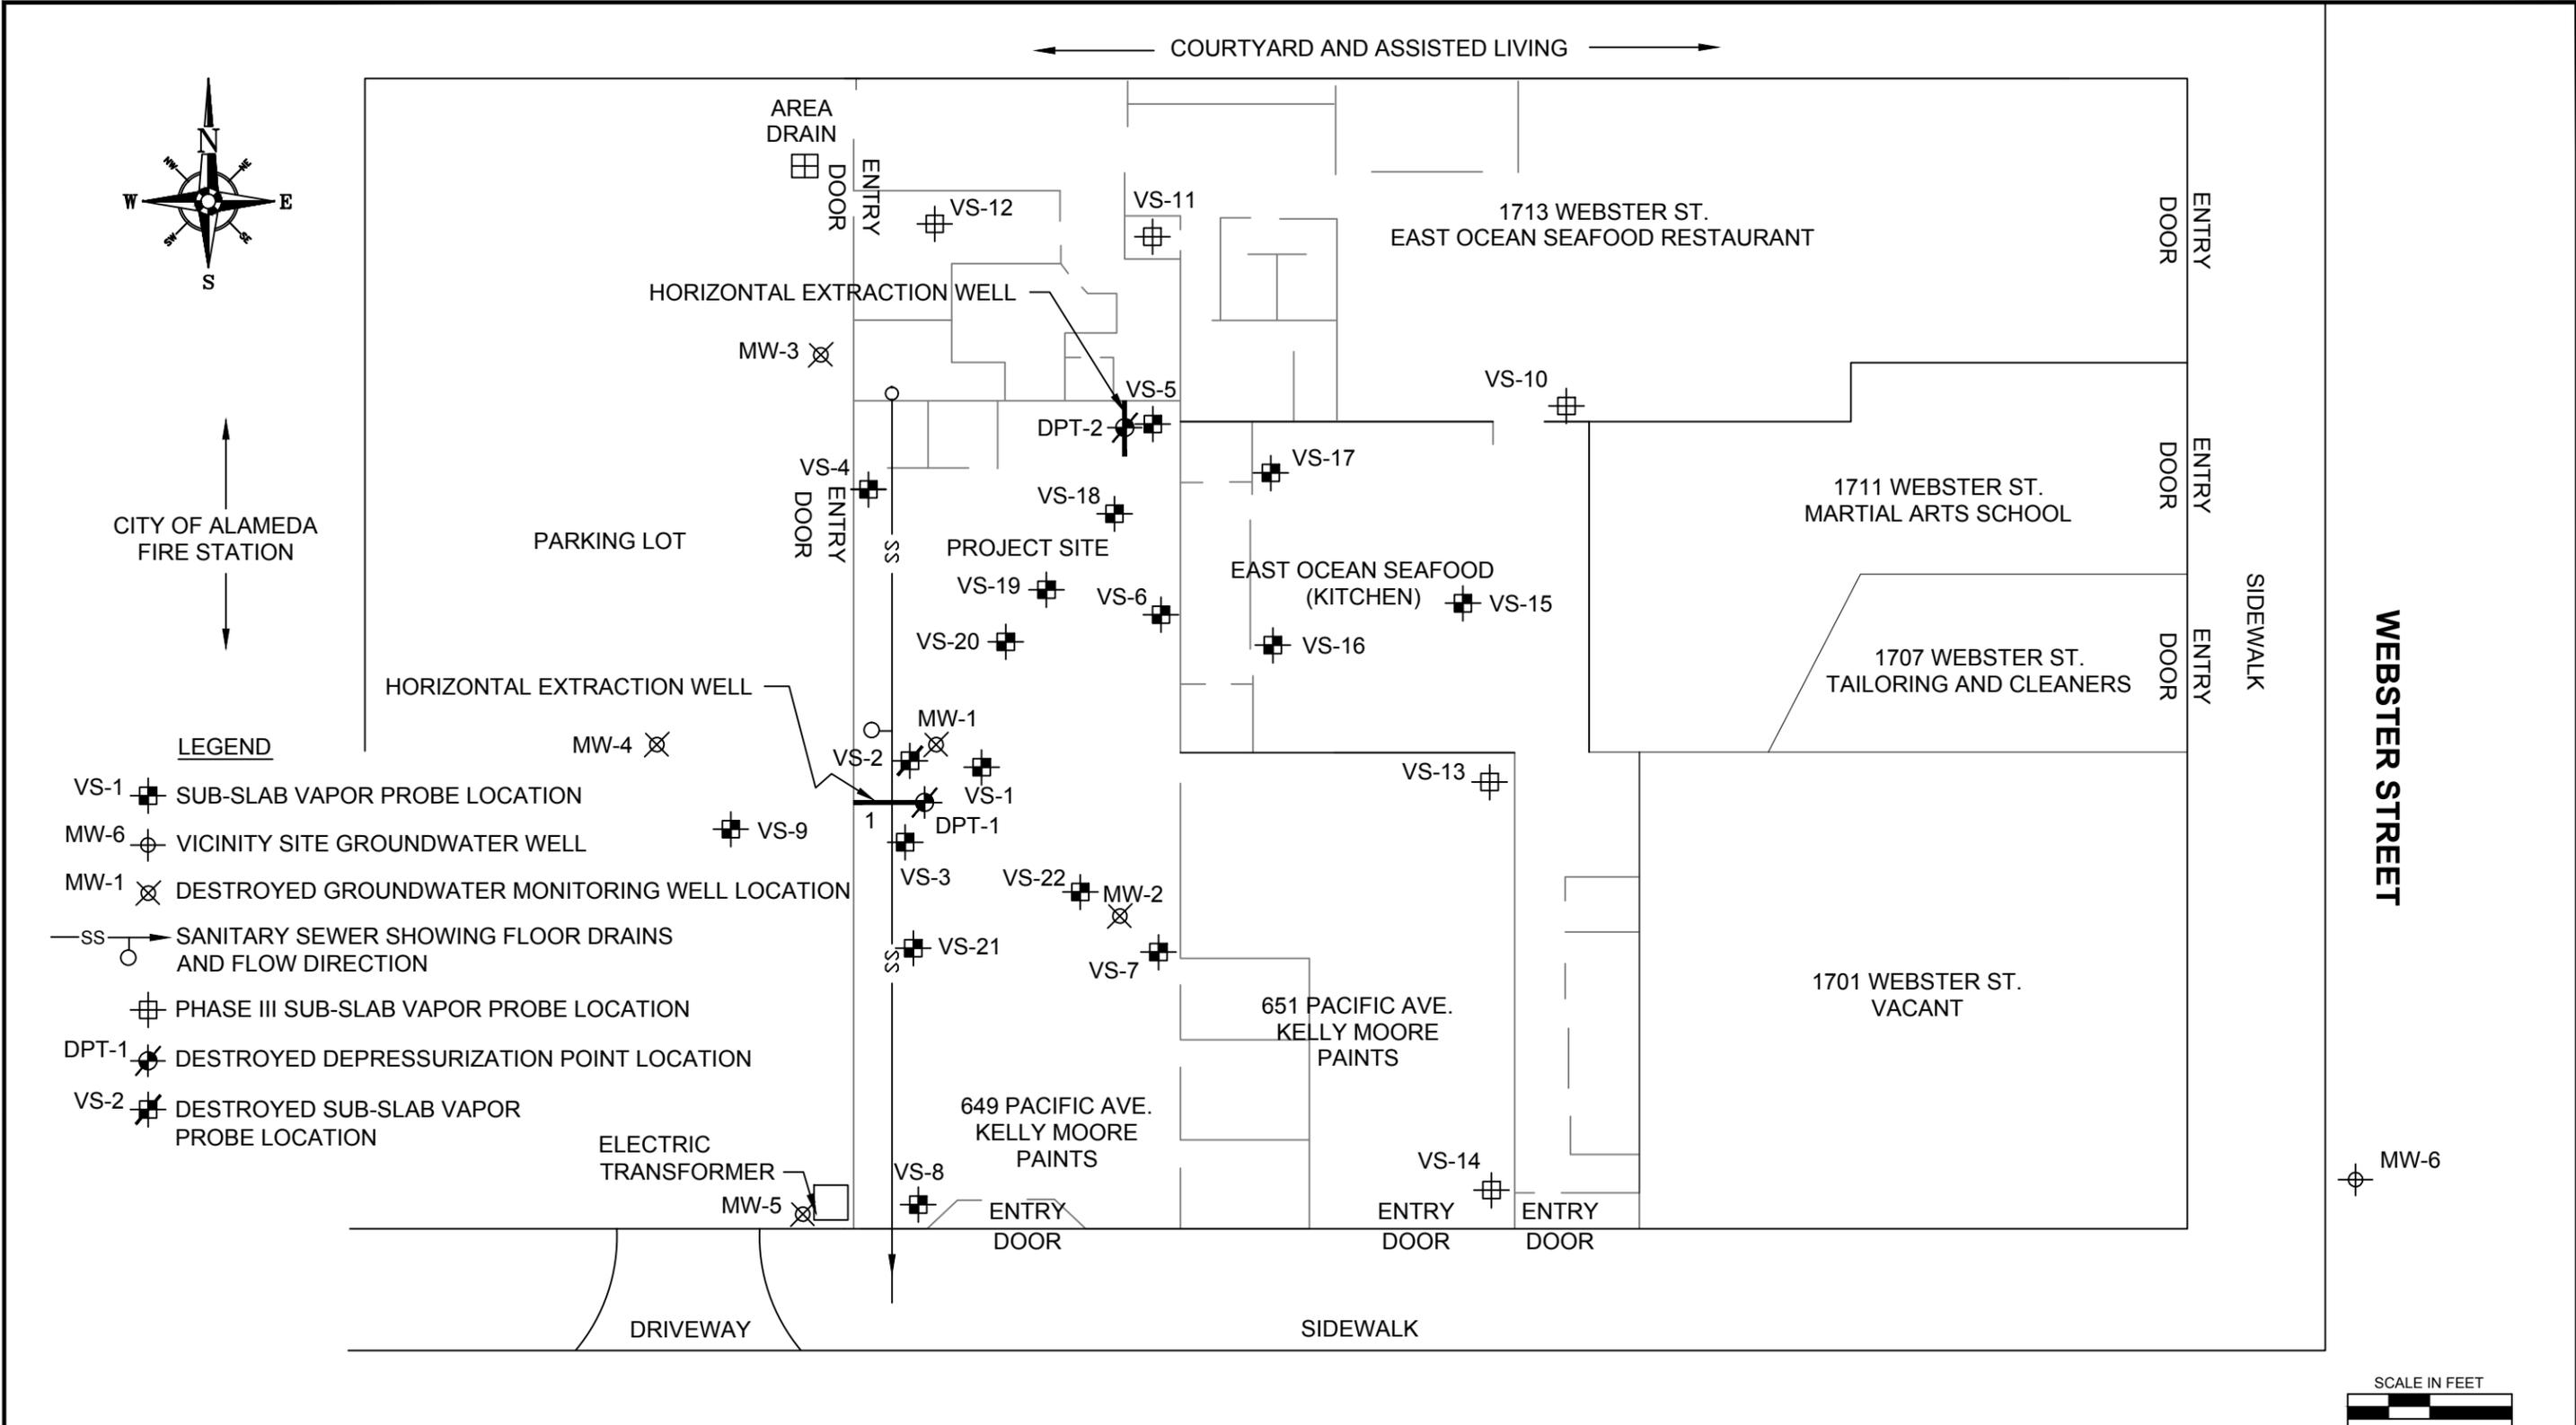 COURTYARD AND ASSISTED LIVING
N
NW
NE
W
E
SW
SE
S
AREA
DRAIN
ENTRY
DOOR
VS-12
VS-11
1713 WEBSTER ST.
EAST OCEAN SEAFOOD RESTAURANT
ENTRY
DOOR
HORIZONTAL EXTRACTION WELL
MW-3
VS-5
VS-10
DPT-2
VS-4
ENTRY
DOOR
VS-17
VS-18
1711 WEBSTER ST.
MARTIAL ARTS SCHOOL
ENTRY
DOOR
CITY OF ALAMEDA
FIRE STATION
PARKING LOT
SS
PROJECT SITE
VS-19
VS-6
EAST OCEAN SEAFOOD
(KITCHEN)
VS-15
VS-20
VS-16
1707 WEBSTER ST.
TAILORING AND CLEANERS
ENTRY
DOOR
SIDEWALK
WEBSTER STREET
HORIZONTAL EXTRACTION WELL
MW-4
MW-1
VS-2
VS-1
VS-13
1
DPT-1
VS-9
VS-3
VS-22
MW-2
SS
VS-21
VS-7
651 PACIFIC AVE.
KELLY MOORE
PAINTS
1701 WEBSTER ST.
VACANT
649 PACIFIC AVE.
KELLY MOORE
PAINTS
ELECTRIC
TRANSFORMER
MW-5
VS-8
VS-14
MW-6
ENTRY
DOOR
ENTRY
DOOR
ENTRY
DOOR
DRIVEWAY
SIDEWALK
LEGEND
VS-1 SUB-SLAB VAPOR PROBE LOCATION
MW-6 VICINITY SITE GROUNDWATER WELL
MW-1 DESTROYED GROUNDWATER MONITORING WELL LOCATION
SS SANITARY SEWER SHOWING FLOOR DRAINS
AND FLOW DIRECTION
PHASE III SUB-SLAB VAPOR PROBE LOCATION
DPT-1 DESTROYED DEPRESSURIZATION POINT LOCATION
VS-2 DESTROYED SUB-SLAB VAPOR
PROBE LOCATION
SCALE IN FEET